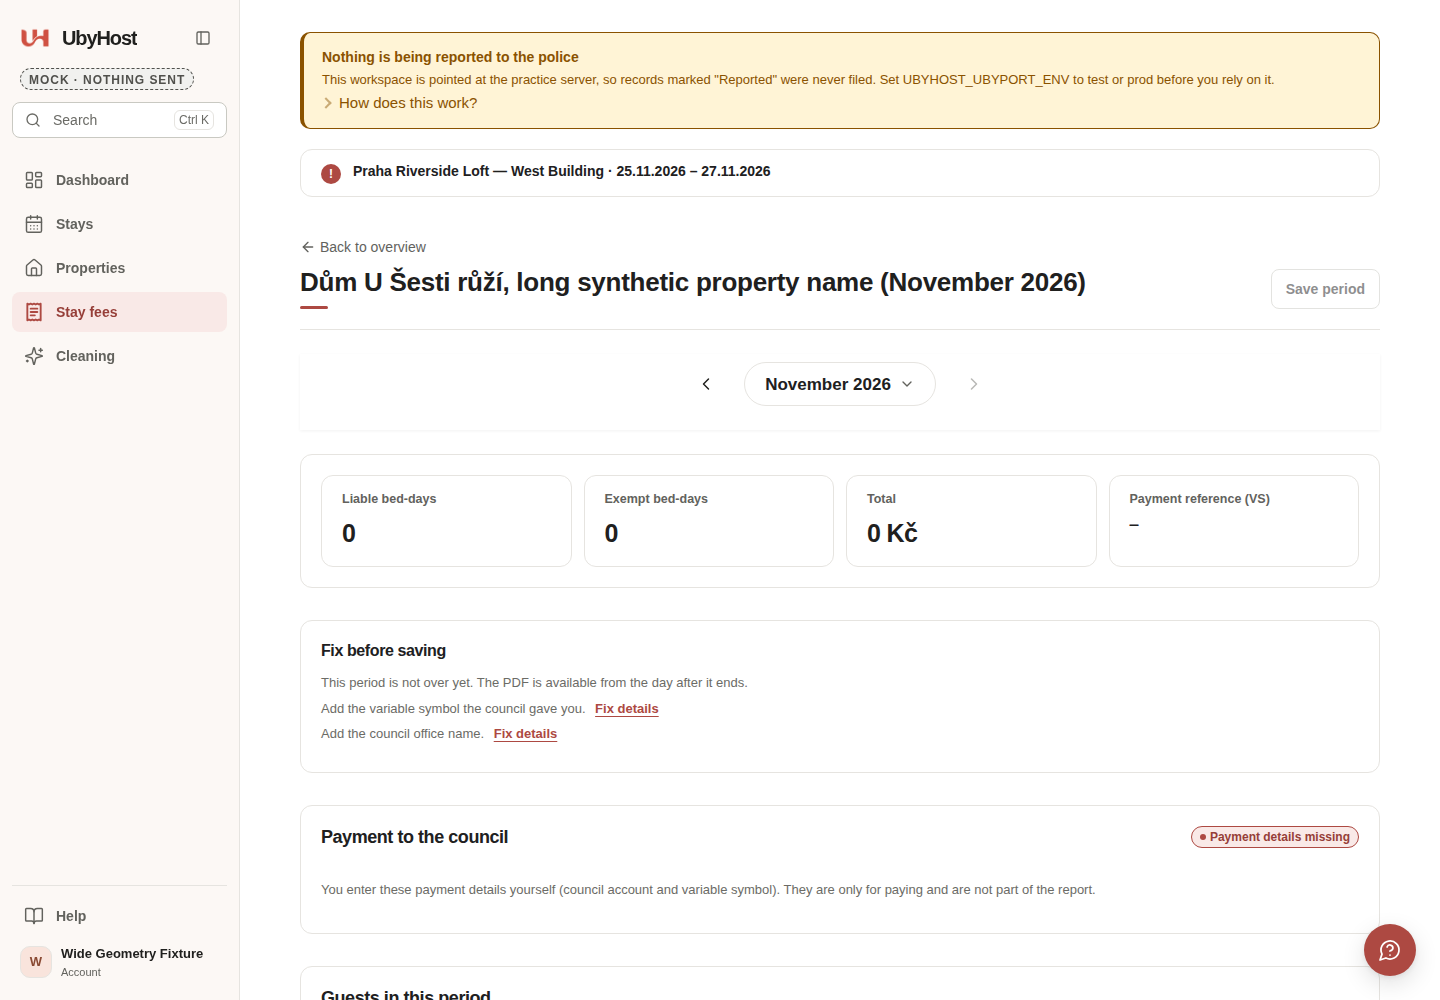 UbyHost
MOCK · NOTHING SENT
Search
Ctrl K
Dashboard
Stays
Properties
Stay fees
Cleaning
Help
W
Wide Geometry Fixture
Account
Nothing is being reported to the police
This workspace is pointed at the practice server, so records marked "Reported" were never filed. Set UBYHOST_UBYPORT_ENV to test or prod before you rely on it.
How does this work?
! Praha Riverside Loft — West Building · 25.11.2026 – 27.11.2026
Back to overview
Dům U Šesti růží, long synthetic property name (November 2026)
Save period
November 2026
Liable bed-days
0
Exempt bed-days
0
Total
0 Kč
Payment reference (VS)
–
Fix before saving
This period is not over yet. The PDF is available from the day after it ends.
Add the variable symbol the council gave you. Fix details
Add the council office name. Fix details
Payment to the council
Payment details missing
You enter these payment details yourself (council account and variable symbol). They are only for paying and are not part of the report.
Guests in this period